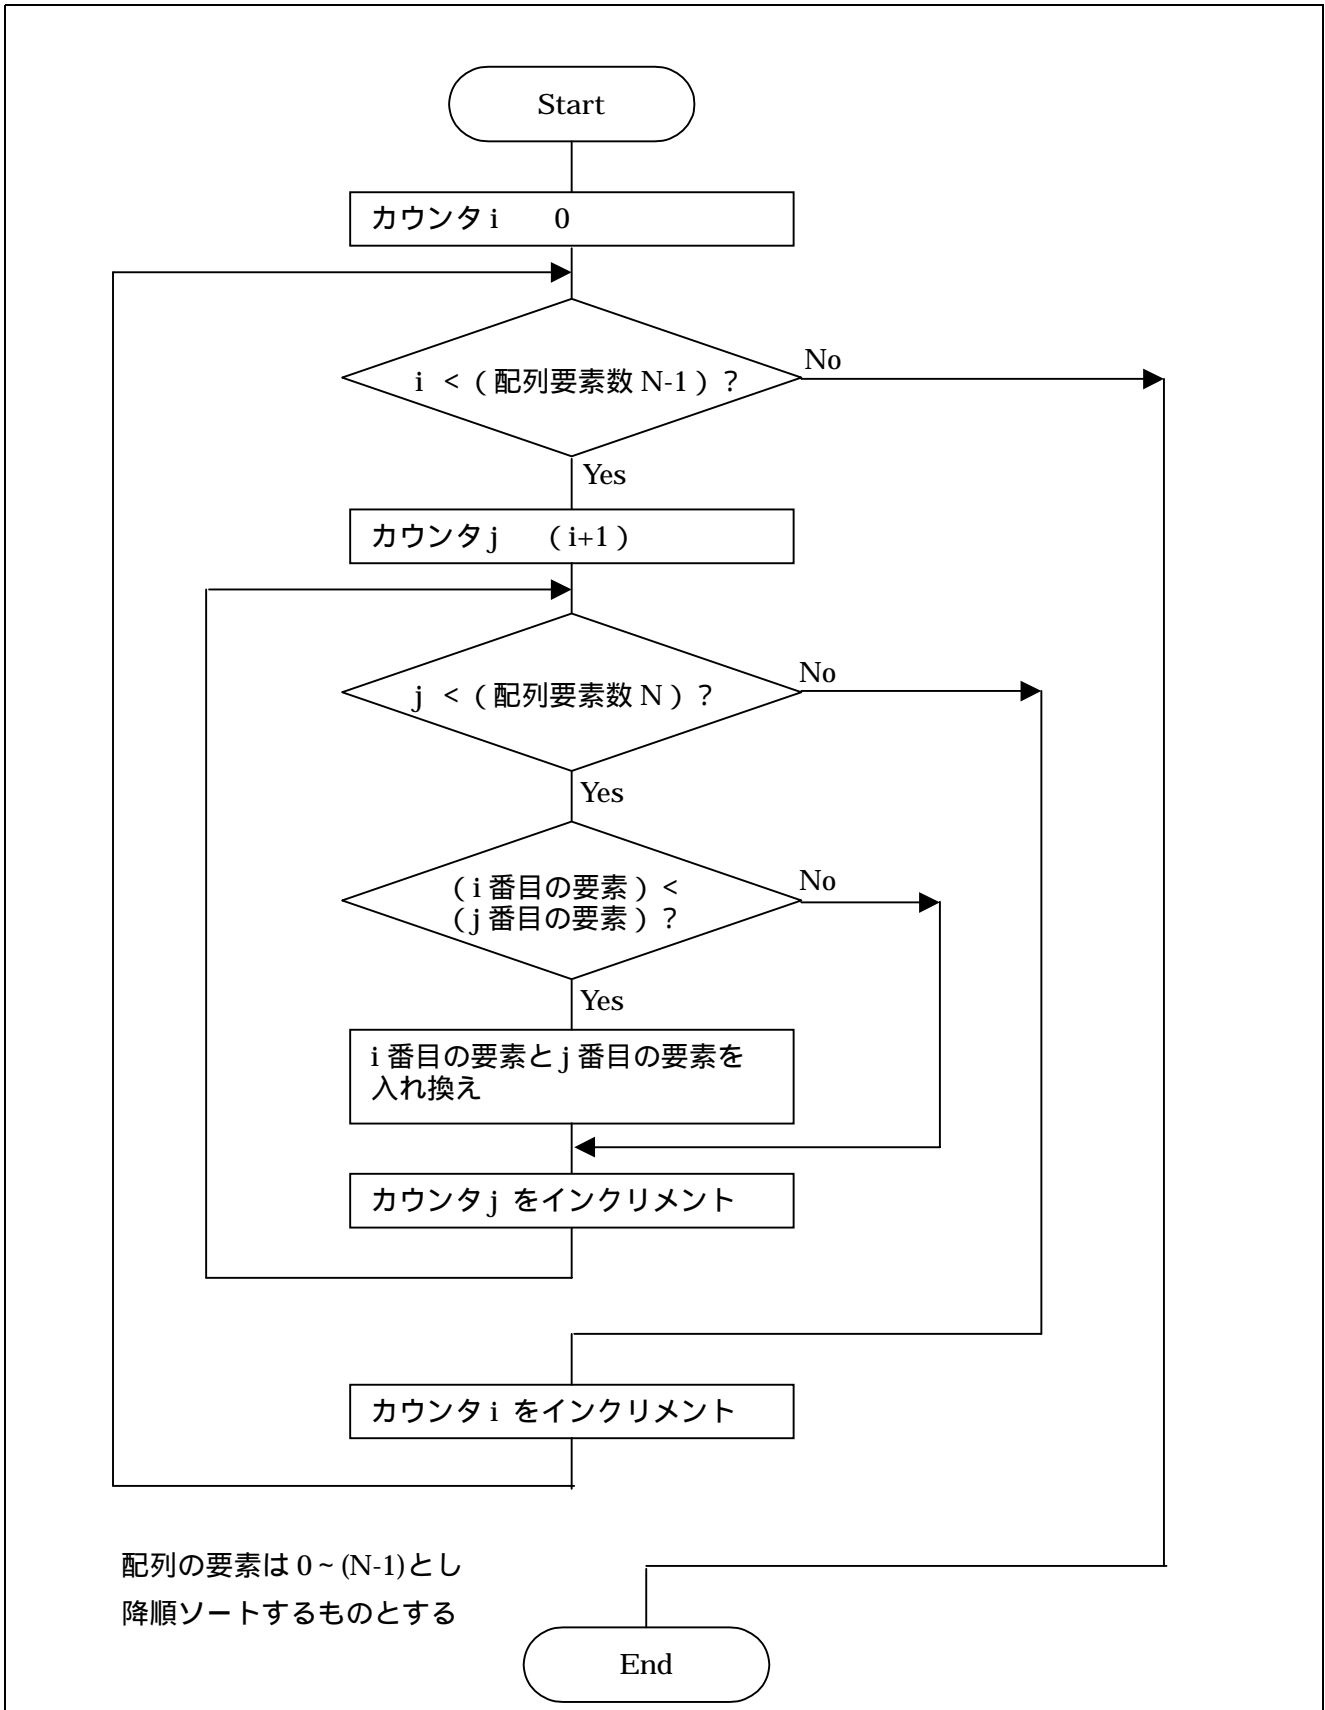 Start
カウンタ i 0
i < (配列要素数 N-1)?
No
Yes
カウンタ j (i+1)
j < (配列要素数 N)?
No
Yes
(i 番目の要素) <
(j 番目の要素)?
No
Yes
i 番目の要素と j 番目の要素を
入れ換え
カウンタ j をインクリメント
カウンタ i をインクリメント
配列の要素は 0~(N-1)とし
降順ソートするものとする
End